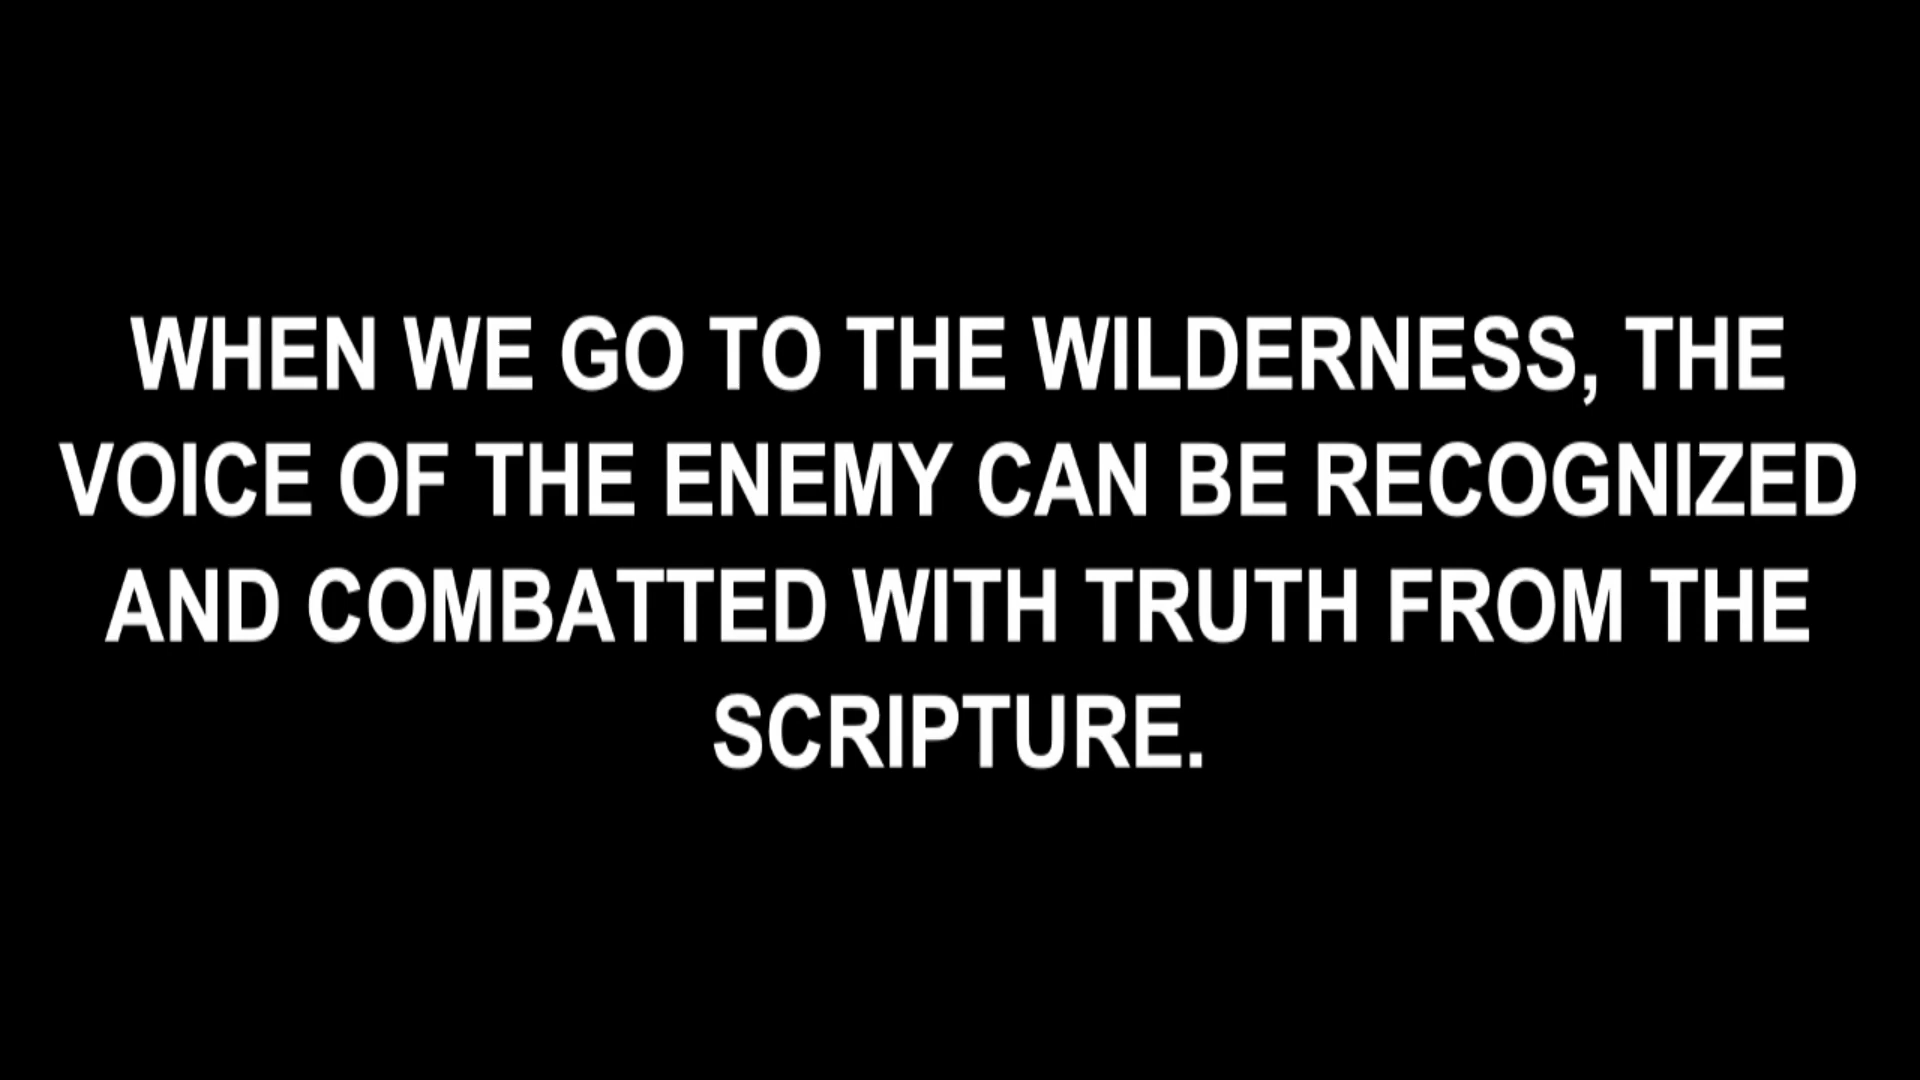 WHEN WE GO TO THE WILDERNESS, THE
VOICE OF THE ENEMY CAN BE RECOGNIZED
AND COMBATTED WITH TRUTH FROM THE
SCRIPTURE.